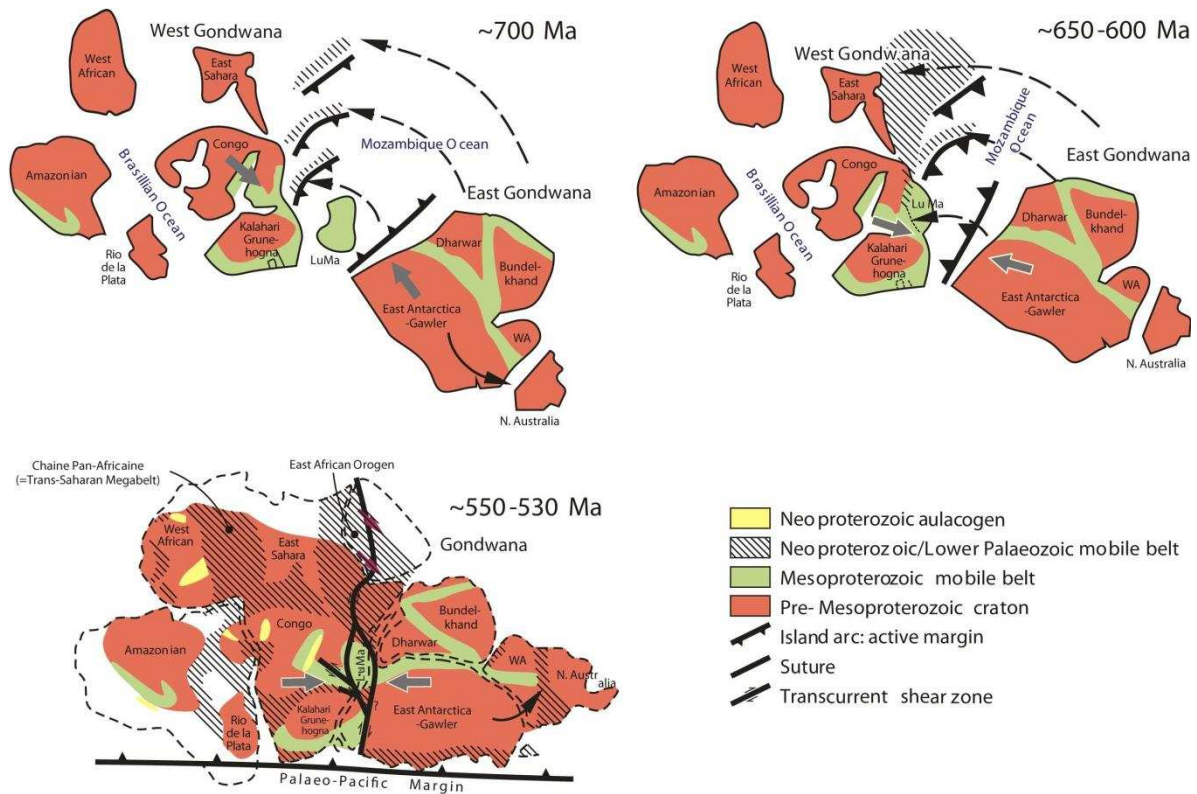 ~700 Ma
West Gondwana
West African
East Sahara
Congo
Mozambique Ocean
Amazonian
Brasillian Ocean
East Gondwana
Kalahari
Grune-
hogna
LuMa
Rio
de la
Plata
Dharwar
Bundel-
khand
East Antarctica
-Gawler
WA
N. Australia
~650-600 Ma
West Gondwana
West
African
East
Sahara
Congo
Mozambique
Ocean
Amazonian
Brasillian Ocean
East Gondwana
Lu Ma
Kalahari
Grune-
hogna
Rio
de la
Plata
Dharwar
Bundel-
khand
East Antarctica
-Gawler
WA
N. Australia
Chaine Pan-Africaine
(=Trans-Saharan Megabelt)
East African Orogen
~550-530 Ma
Gondwana
West
African
East
Sahara
Congo
Amazonian
LuMa
Dharwar
Bundel-
khand
WA
N. Australia
Kalahari
Grune-
hogna
?
East Antarctica
-Gawler
Rio
de la
Plata
Palaeo-Pacific Margin
Neoproterozoic aulacogen
Neoproterozoic/Lower Palaeozoic mobile belt
Mesoproterozoic mobile belt
Pre-Mesoproterozoic craton
Island arc: active margin
Suture
Transcurrent shear zone